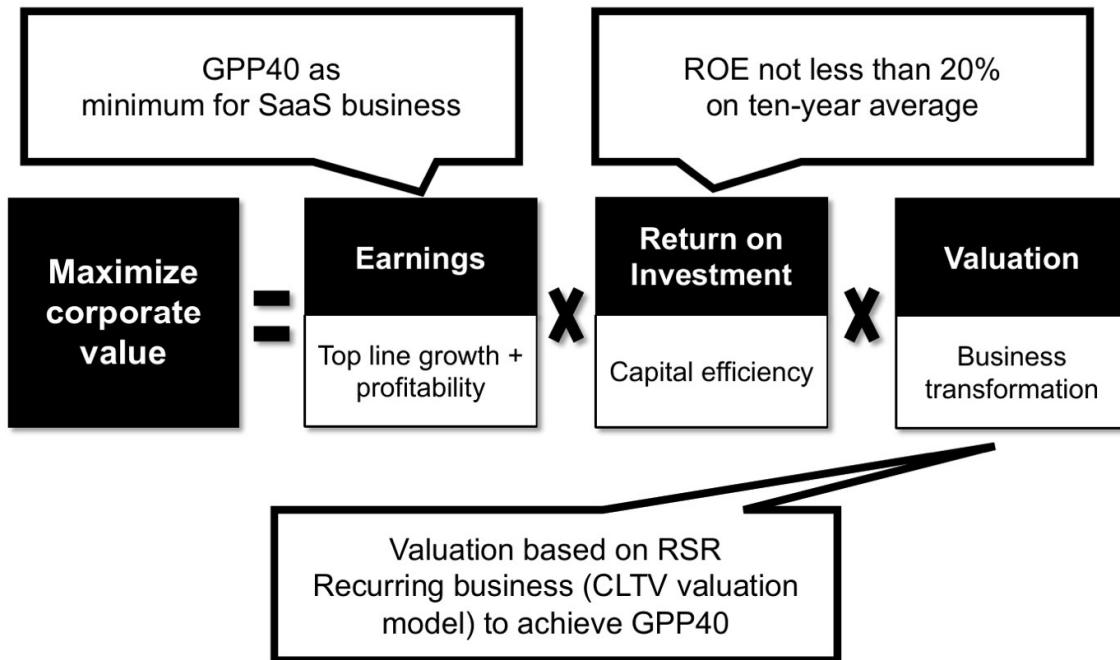 GPP40 as
minimum for SaaS business
ROE not less than 20%
on ten-year average
Maximize
corporate
value
=
Earnings
Top line growth +
profitability
X
Return on
Investment
Capital efficiency
X
Valuation
Business
transformation
Valuation based on RSR
Recurring business (CLTV valuation
model) to achieve GPP40